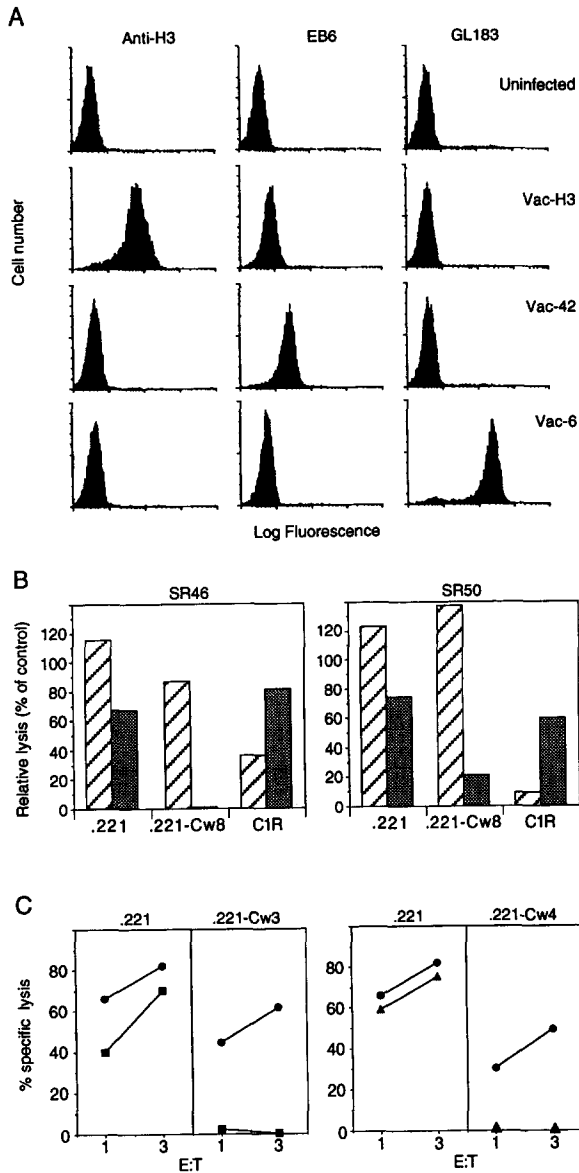 A
Anti-H3 EB6 GL183
Uninfected
Vac-H3
Vac-42
Vac-6
Cell number
Log Fluorescence
B
SR46 SR50
Relative lysis (% of control)
120
100
80
60
40
20
0
.221 .221-Cw8 C1R
120
100
80
60
40
20
0
.221 .221-Cw8 C1R
C
.221 .221-Cw3 .221 .221-Cw4
% specific lysis
80
60
40
20
0
1 3 1 3
80
60
40
20
0
1 3 1 3
E:T